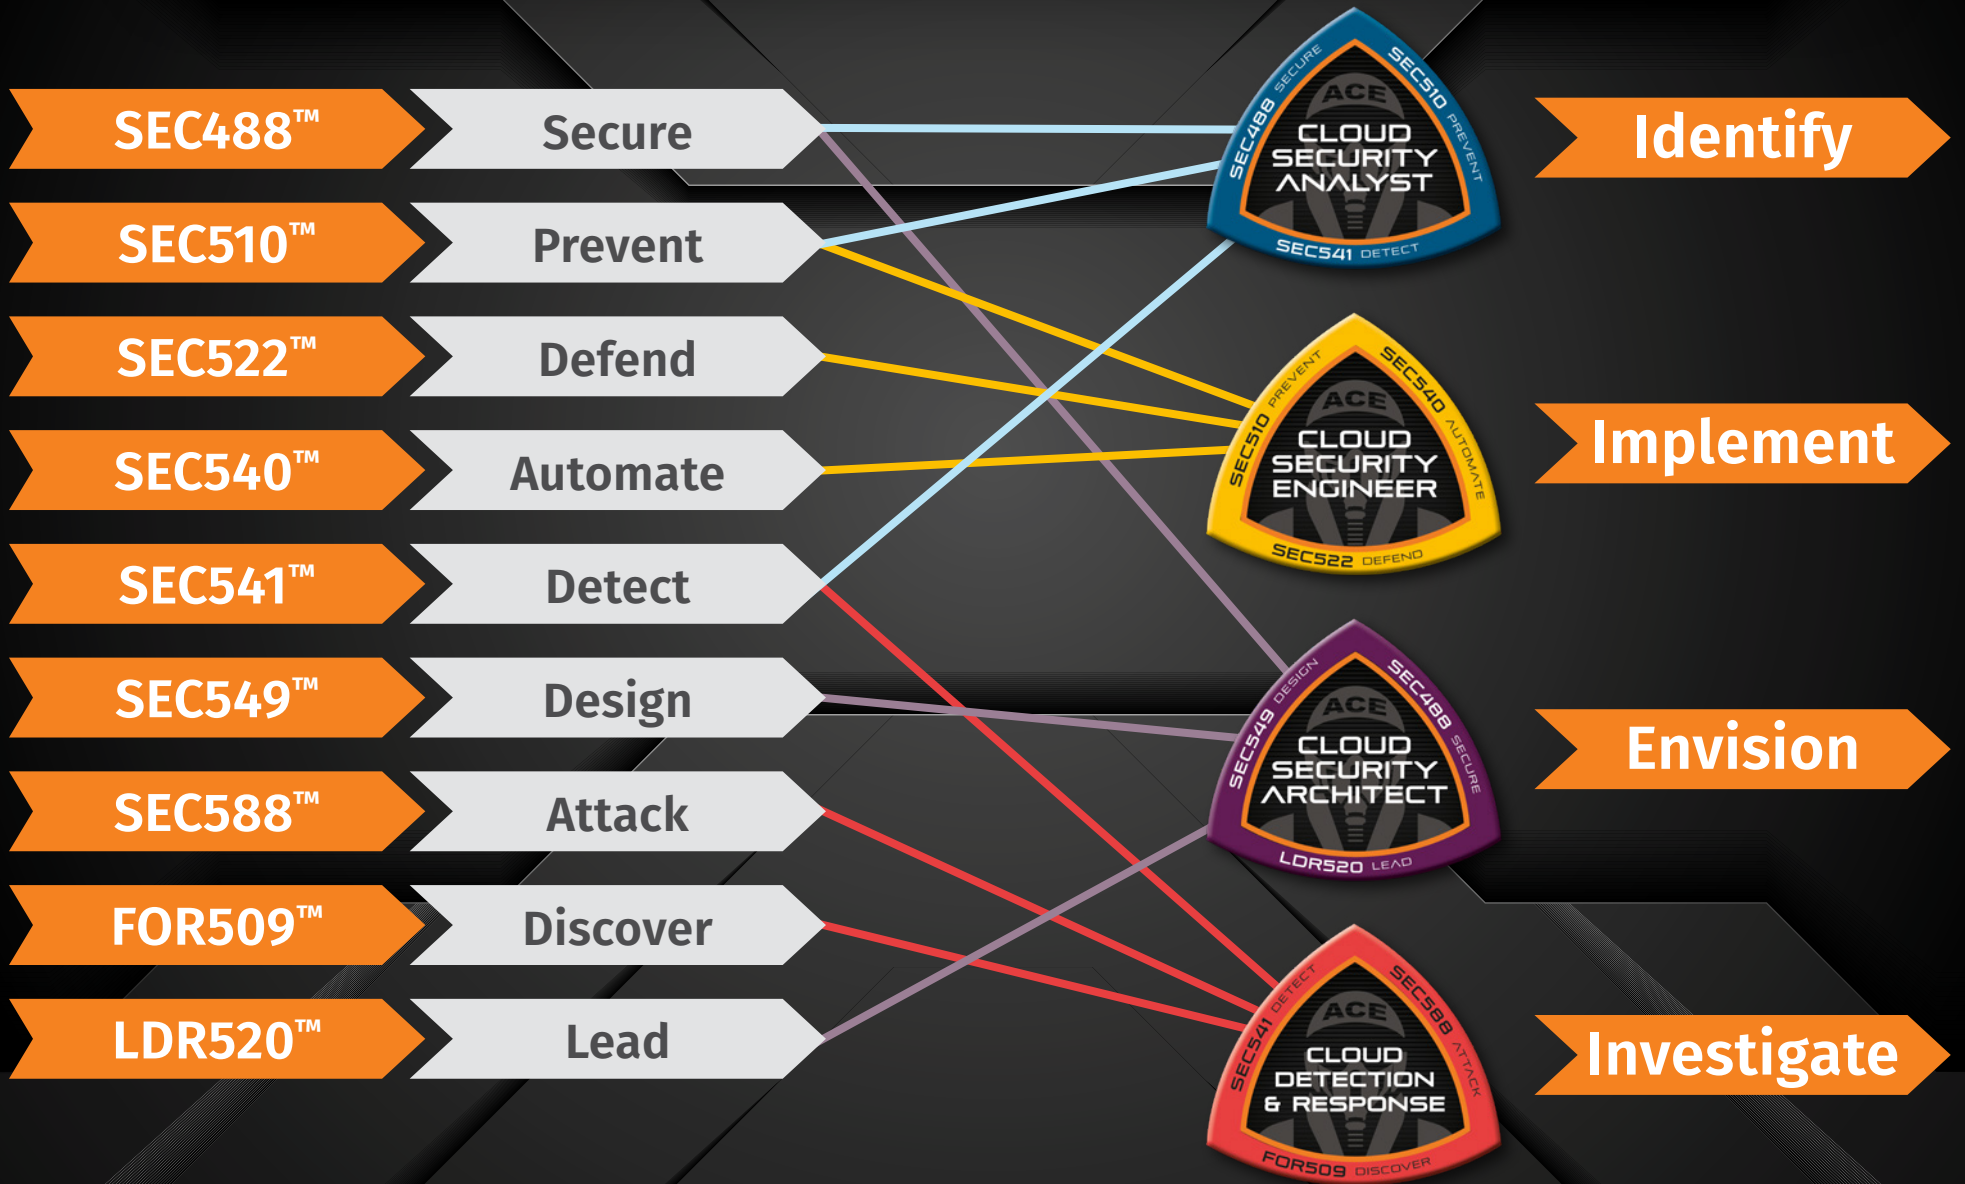 SEC488™ Secure
SEC510™ Prevent
SEC522™ Defend
SEC540™ Automate
SEC541™ Detect
SEC549™ Design
SEC588™ Attack
FOR509™ Discover
LDR520™ Lead
SEC488 SECURE
SEC510 PREVENT
ACE
CLOUD
SECURITY
ANALYST
SEC541 DETECT
Identify
SEC510 PREVENT
SEC540 AUTOMATE
ACE
CLOUD
SECURITY
ENGINEER
SEC522 DEFEND
Implement
SEC549 DESIGN
SEC488 SECURE
ACE
CLOUD
SECURITY
ARCHITECT
LDR520 LEAD
Envision
SEC541 DETECT
SEC588 ATTACK
ACE
CLOUD
DETECTION
& RESPONSE
FOR509 DISCOVER
Investigate